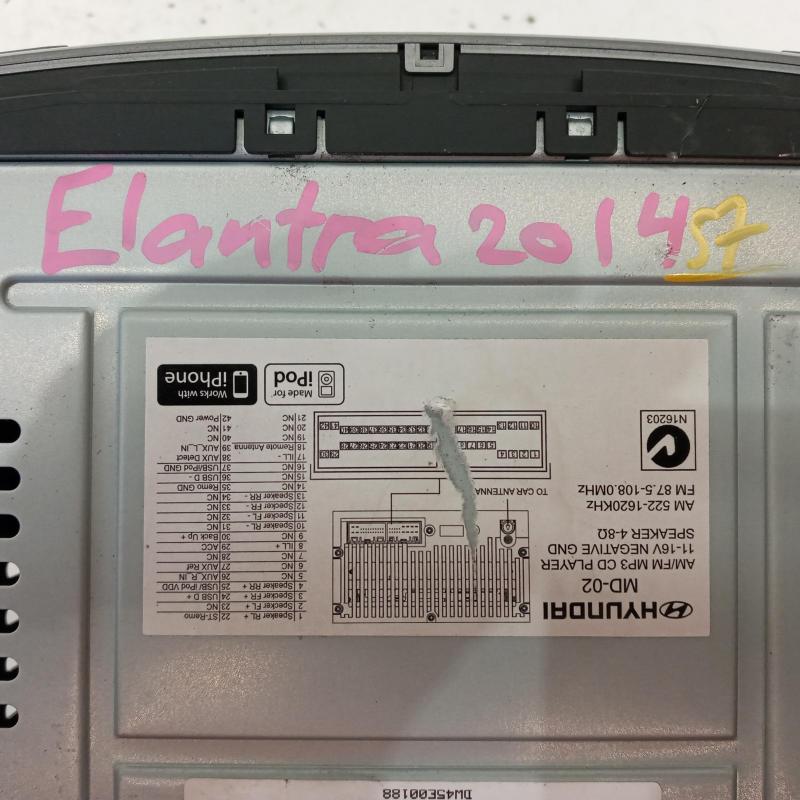 Elantra 2014 57
HYUNDAI
MD-02
AM/FM MP3 CD PLAYER
11-16V NEGATIVE GND
SPEAKER 4-8Ω
AM 522-1620KHz
FM 87.5-108.0MHz
N16203
TO CAR ANTENNA
1 Speaker RL + 22 ST-Remo
2 Speaker FL + 23 NC
3 Speaker FR + 24 USB D +
4 Speaker RR + 25 USB/iPod VDD
5 NC 26 AUX_R_IN
6 NC 27 AUX Ref
7 NC 28 NC
8 ILL + 29 ACC
9 NC 30 Back Up +
10 Speaker RL - 31 NC
11 Speaker FL - 32 NC
12 Speaker FR - 33 NC
13 Speaker RR - 34 NC
14 NC 35 Remo GND
15 NC 36 USB D -
16 NC 37 USB/iPod GND
17 ILL - 38 AUX Detect
18 Remote Antenna 39 AUX_L_IN
19 NC 40 NC
20 NC 41 NC
21 NC 42 Power GND
Made for
iPod
Works with
iPhone
DW45E00188